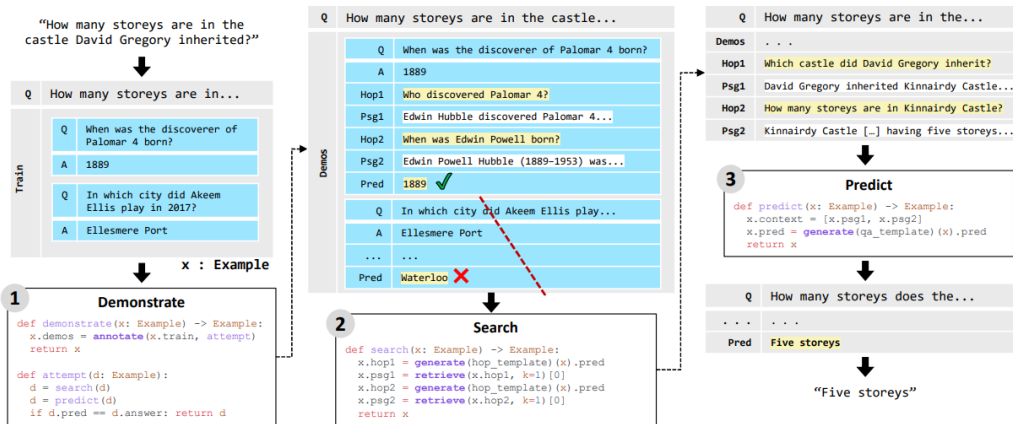 “How many storeys are in the
castle David Gregory inherited?”
Q How many storeys are in...
Train
Q When was the discoverer of
Palomar 4 born?
A 1889
Q In which city did Akeem
Ellis play in 2017?
A Ellesmere Port
x : Example
1 Demonstrate
def demonstrate(x: Example) -> Example:
x.demos = annotate(x.train, attempt)
return x
def attempt(d: Example):
d = search(d)
d = predict(d)
if d.pred == d.answer: return d
Q How many storeys are in the castle...
Demos
Q When was the discoverer of Palomar 4 born?
A 1889
Hop1 Who discovered Palomar 4?
Psg1 Edwin Hubble discovered Palomar 4...
Hop2 When was Edwin Powell born?
Psg2 Edwin Powell Hubble (1889–1953) was...
Pred 1889
Q In which city did Akeem Ellis play...
A Ellesmere Port
... ...
Pred Waterloo
2 Search
def search(x: Example) -> Example:
x.hop1 = generate(hop_template)(x).pred
x.psg1 = retrieve(x.hop1, k=1)[0]
x.hop2 = generate(hop_template)(x).pred
x.psg2 = retrieve(x.hop2, k=1)[0]
return x
Q How many storeys are in the...
Demos . . .
Hop1 Which castle did David Gregory inherit?
Psg1 David Gregory inherited Kinnairdy Castle...
Hop2 How many storeys are in Kinnairdy Castle?
Psg2 Kinnairdy Castle […] having five storeys...
3 Predict
def predict(x: Example) -> Example:
x.context = [x.psg1, x.psg2]
x.pred = generate(qa_template)(x).pred
return x
Q How many storeys does the...
. . . . . .
Pred Five storeys
“Five storeys”